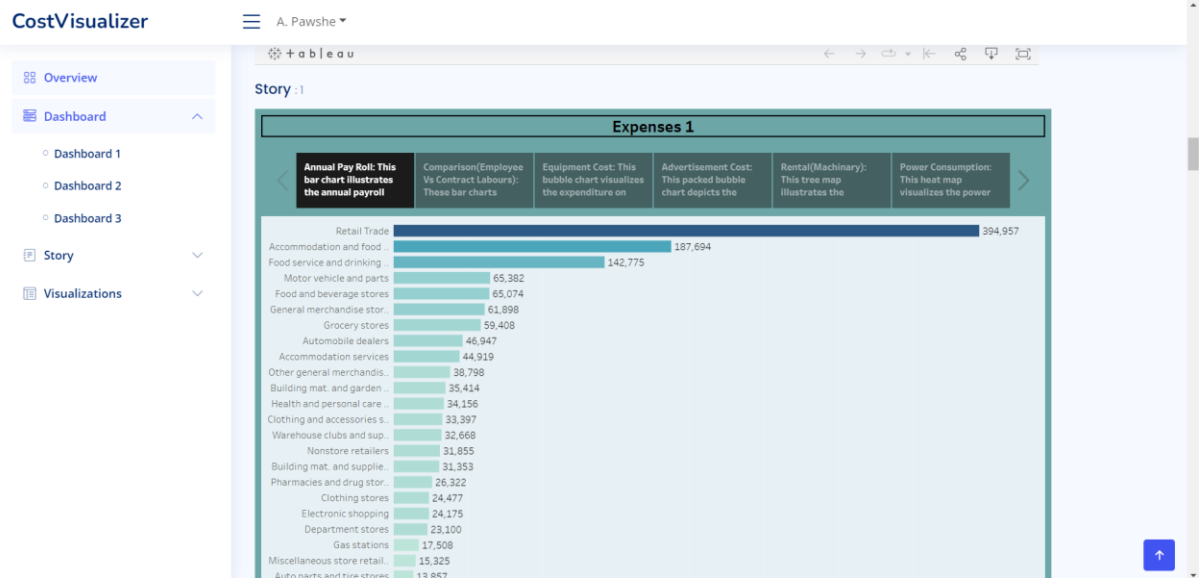 CostVisualizer
A. Pawshe
Overview
Dashboard
Dashboard 1
Dashboard 2
Dashboard 3
Story
Visualizations
+ a b | e a u
Story : 1
Expenses 1
Annual Pay Roll: This
bar chart illustrates
the annual payroll
Comparison(Employee
Vs Contract Labours):
These bar charts
Equipment Cost: This
bubble chart visualizes
the expenditure on
Advertisement Cost:
This packed bubble
chart depicts the
Rental(Machinery):
This tree map
illustrates the
Power Consumption:
This heat map
visualizes the power
Retail Trade 394,957
Accommodation and food .. 187,694
Food service and drinking .. 142,775
Motor vehicle and parts 65,382
Food and beverage stores 65,074
General merchandise stor.. 61,898
Grocery stores 59,408
Automobile dealers 46,947
Accommodation services 44,919
Other general merchandis.. 38,798
Building mat. and garden .. 35,414
Health and personal care .. 34,156
Clothing and accessories s.. 33,397
Warehouse clubs and sup.. 32,668
Nonstore retailers 31,855
Building mat. and supplie.. 31,353
Pharmacies and drug stor.. 26,322
Clothing stores 24,477
Electronic shopping 24,175
Department stores 23,100
Gas stations 17,508
Miscellaneous store retail.. 15,325
Auto parts and tire stores 13,857